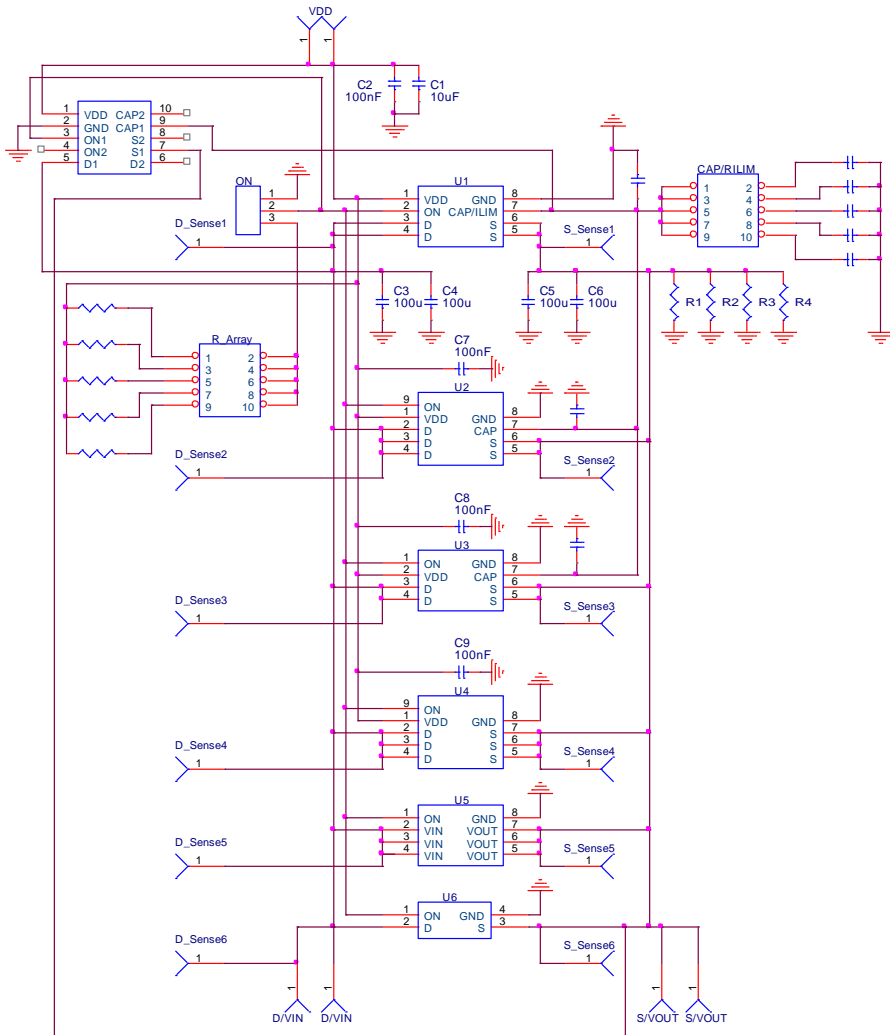 VDD
1 1
C2 C1
100nF 10uF
1 VDD CAP2 10
2 GND CAP1 9
3 ON1 S2 8
4 ON2 S1 7
5 D1 D2 6
ON
1
2
3
U1
1 VDD GND 8
2 ON CAP/ILIM 7
3 D S 6
4 D S 5
CAP/RILIM
1 2
3 4
5 6
7 8
9 10
D_Sense1
1
S_Sense1
1
C3 C4 C5 C6
100u 100u 100u 100u
R1 R2 R3 R4
R_Array
1 2
3 4
5 6
7 8
9 10
C7
100nF
U2
9 ON
1 VDD GND 8
2 D CAP 7
3 D S 6
4 D S 5
D_Sense2
1
S_Sense2
1
C8
100nF
U3
1 ON GND 8
2 VDD CAP 7
3 D S 6
4 D S 5
D_Sense3
1
S_Sense3
1
C9
100nF
U4
9 ON
1 VDD GND 8
2 D S 7
3 D S 6
4 D S 5
D_Sense4
1
S_Sense4
1
U5
1 ON GND 8
2 VIN VOUT 7
3 VIN VOUT 6
4 VIN VOUT 5
D_Sense5
1
S_Sense5
1
U6
1 ON GND 4
2 D S 3
D_Sense6
1
S_Sense6
1
1 1 1 1
D/VIN D/VIN S/VOUT S/VOUT